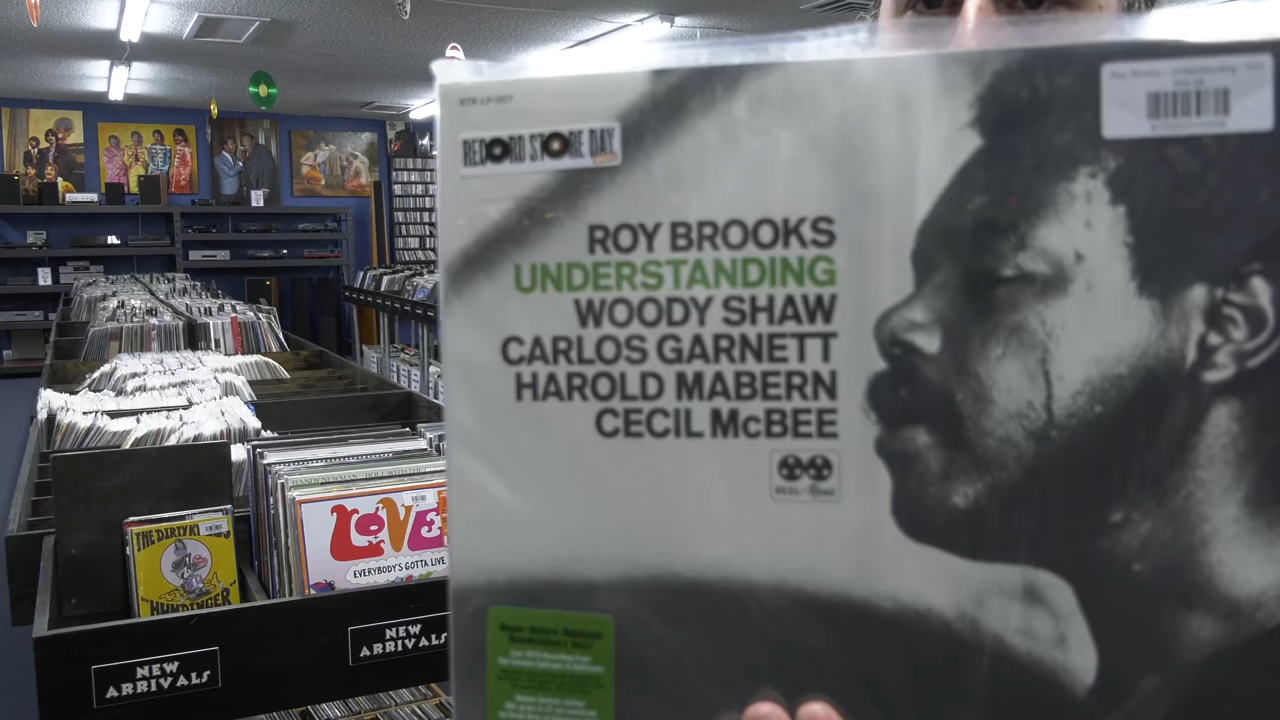 RECORD STORE DAY
ROY BROOKS
UNDERSTANDING
WOODY SHAW
CARLOS GARNETT
HAROLD MABERN
CECIL McBEE
LOVE
EVERYBODY'S GOTTA LIVE
THE DIRTY
"HUMDINGER"
NEW
ARRIVALS
NEW
ARRIVALS